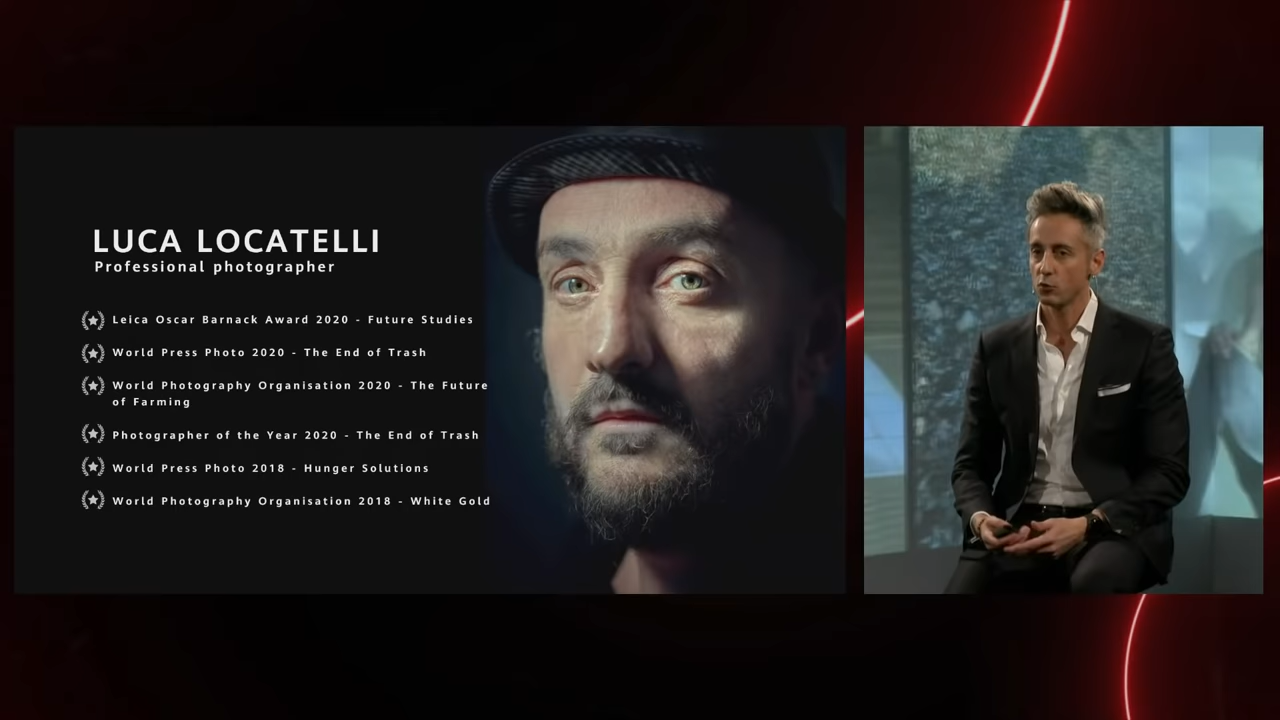 LUCA LOCATELLI
Professional photographer
Leica Oscar Barnack Award 2020 - Future Studies
World Press Photo 2020 - The End of Trash
World Photography Organisation 2020 - The Future
of Farming
Photographer of the Year 2020 - The End of Trash
World Press Photo 2018 - Hunger Solutions
World Photography Organisation 2018 - White Gold